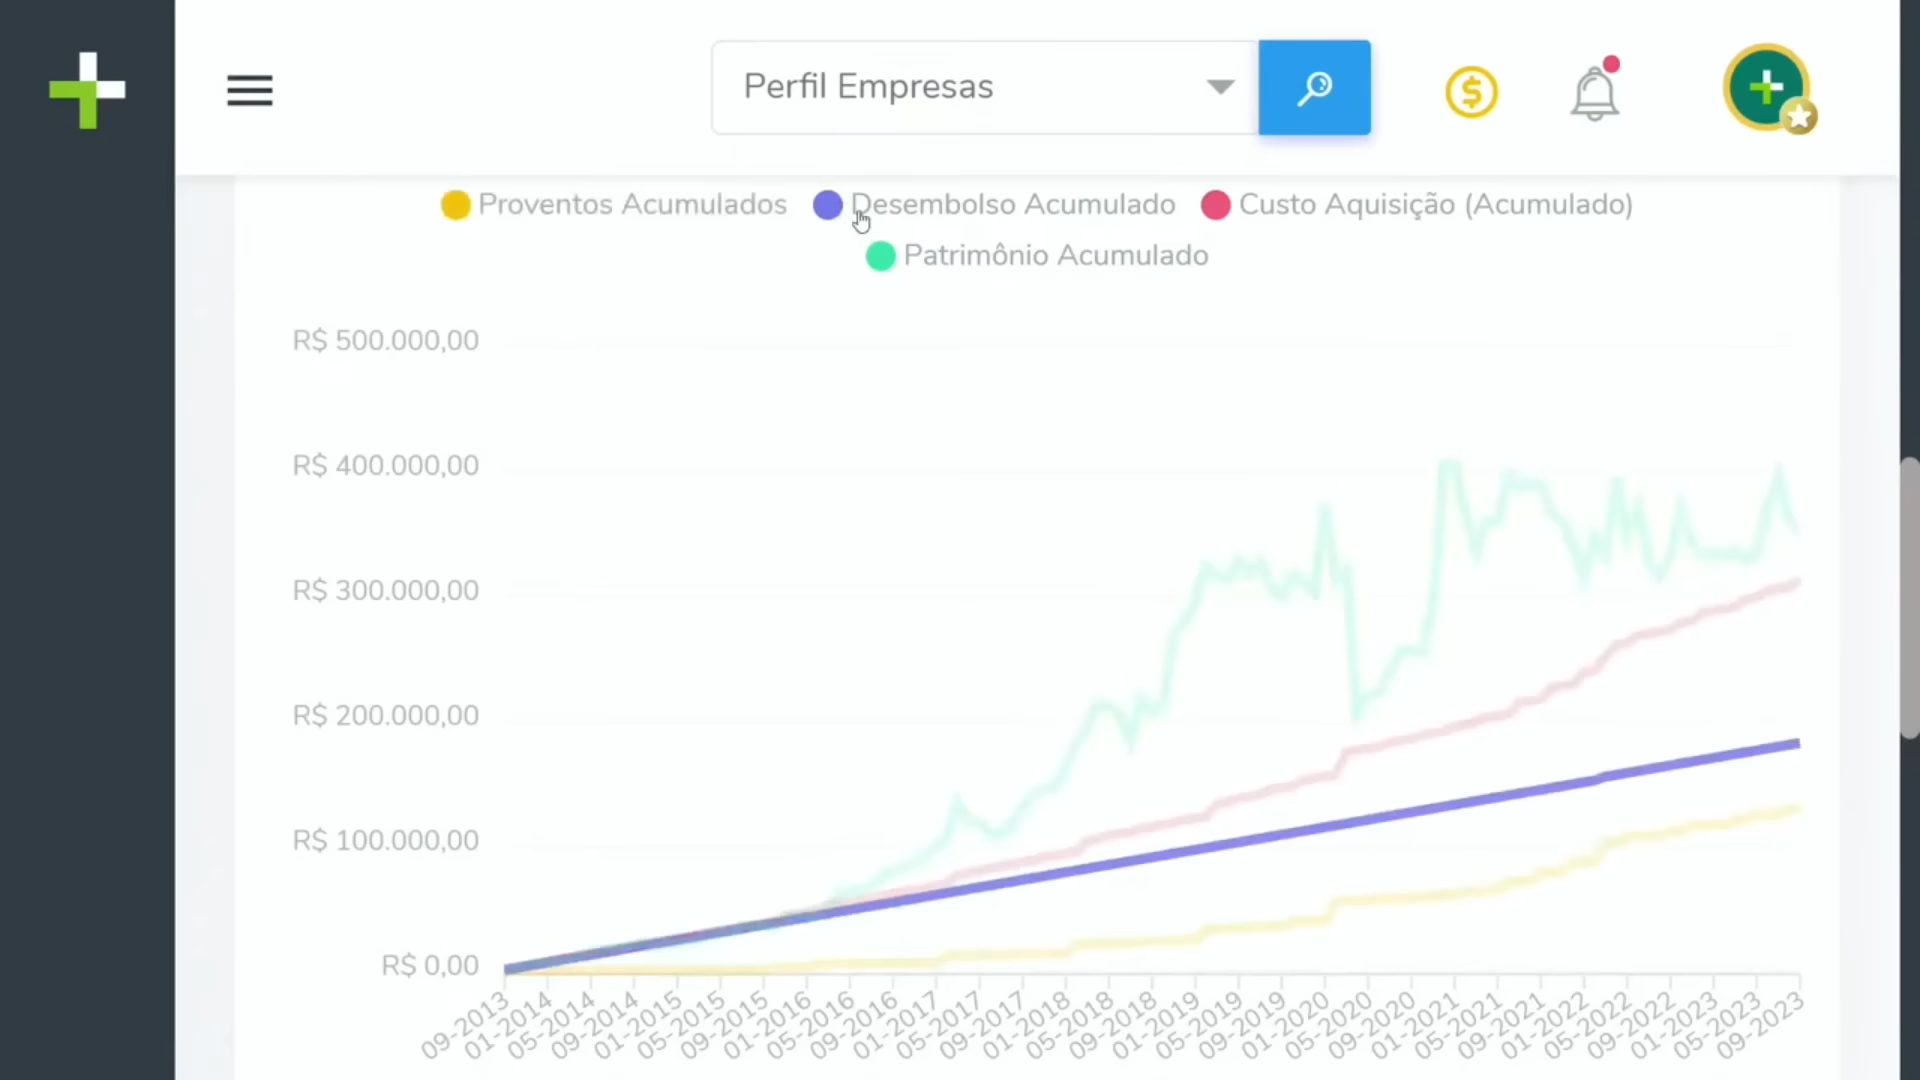 Perfil Empresas
Proventos Acumulados Desembolso Acumulado Custo Aquisição (Acumulado)
Patrimônio Acumulado
R$ 500.000,00
R$ 400.000,00
R$ 300.000,00
R$ 200.000,00
R$ 100.000,00
R$ 0,00
09-2013 01-2014 05-2014 09-2014 01-2015 05-2015 09-2015 01-2016 05-2016 09-2016 01-2017 05-2017 09-2017 01-2018 05-2018 09-2018 01-2019 05-2019 09-2019 01-2020 05-2020 09-2020 01-2021 05-2021 09-2021 01-2022 05-2022 09-2022 01-2023 05-2023 09-2023